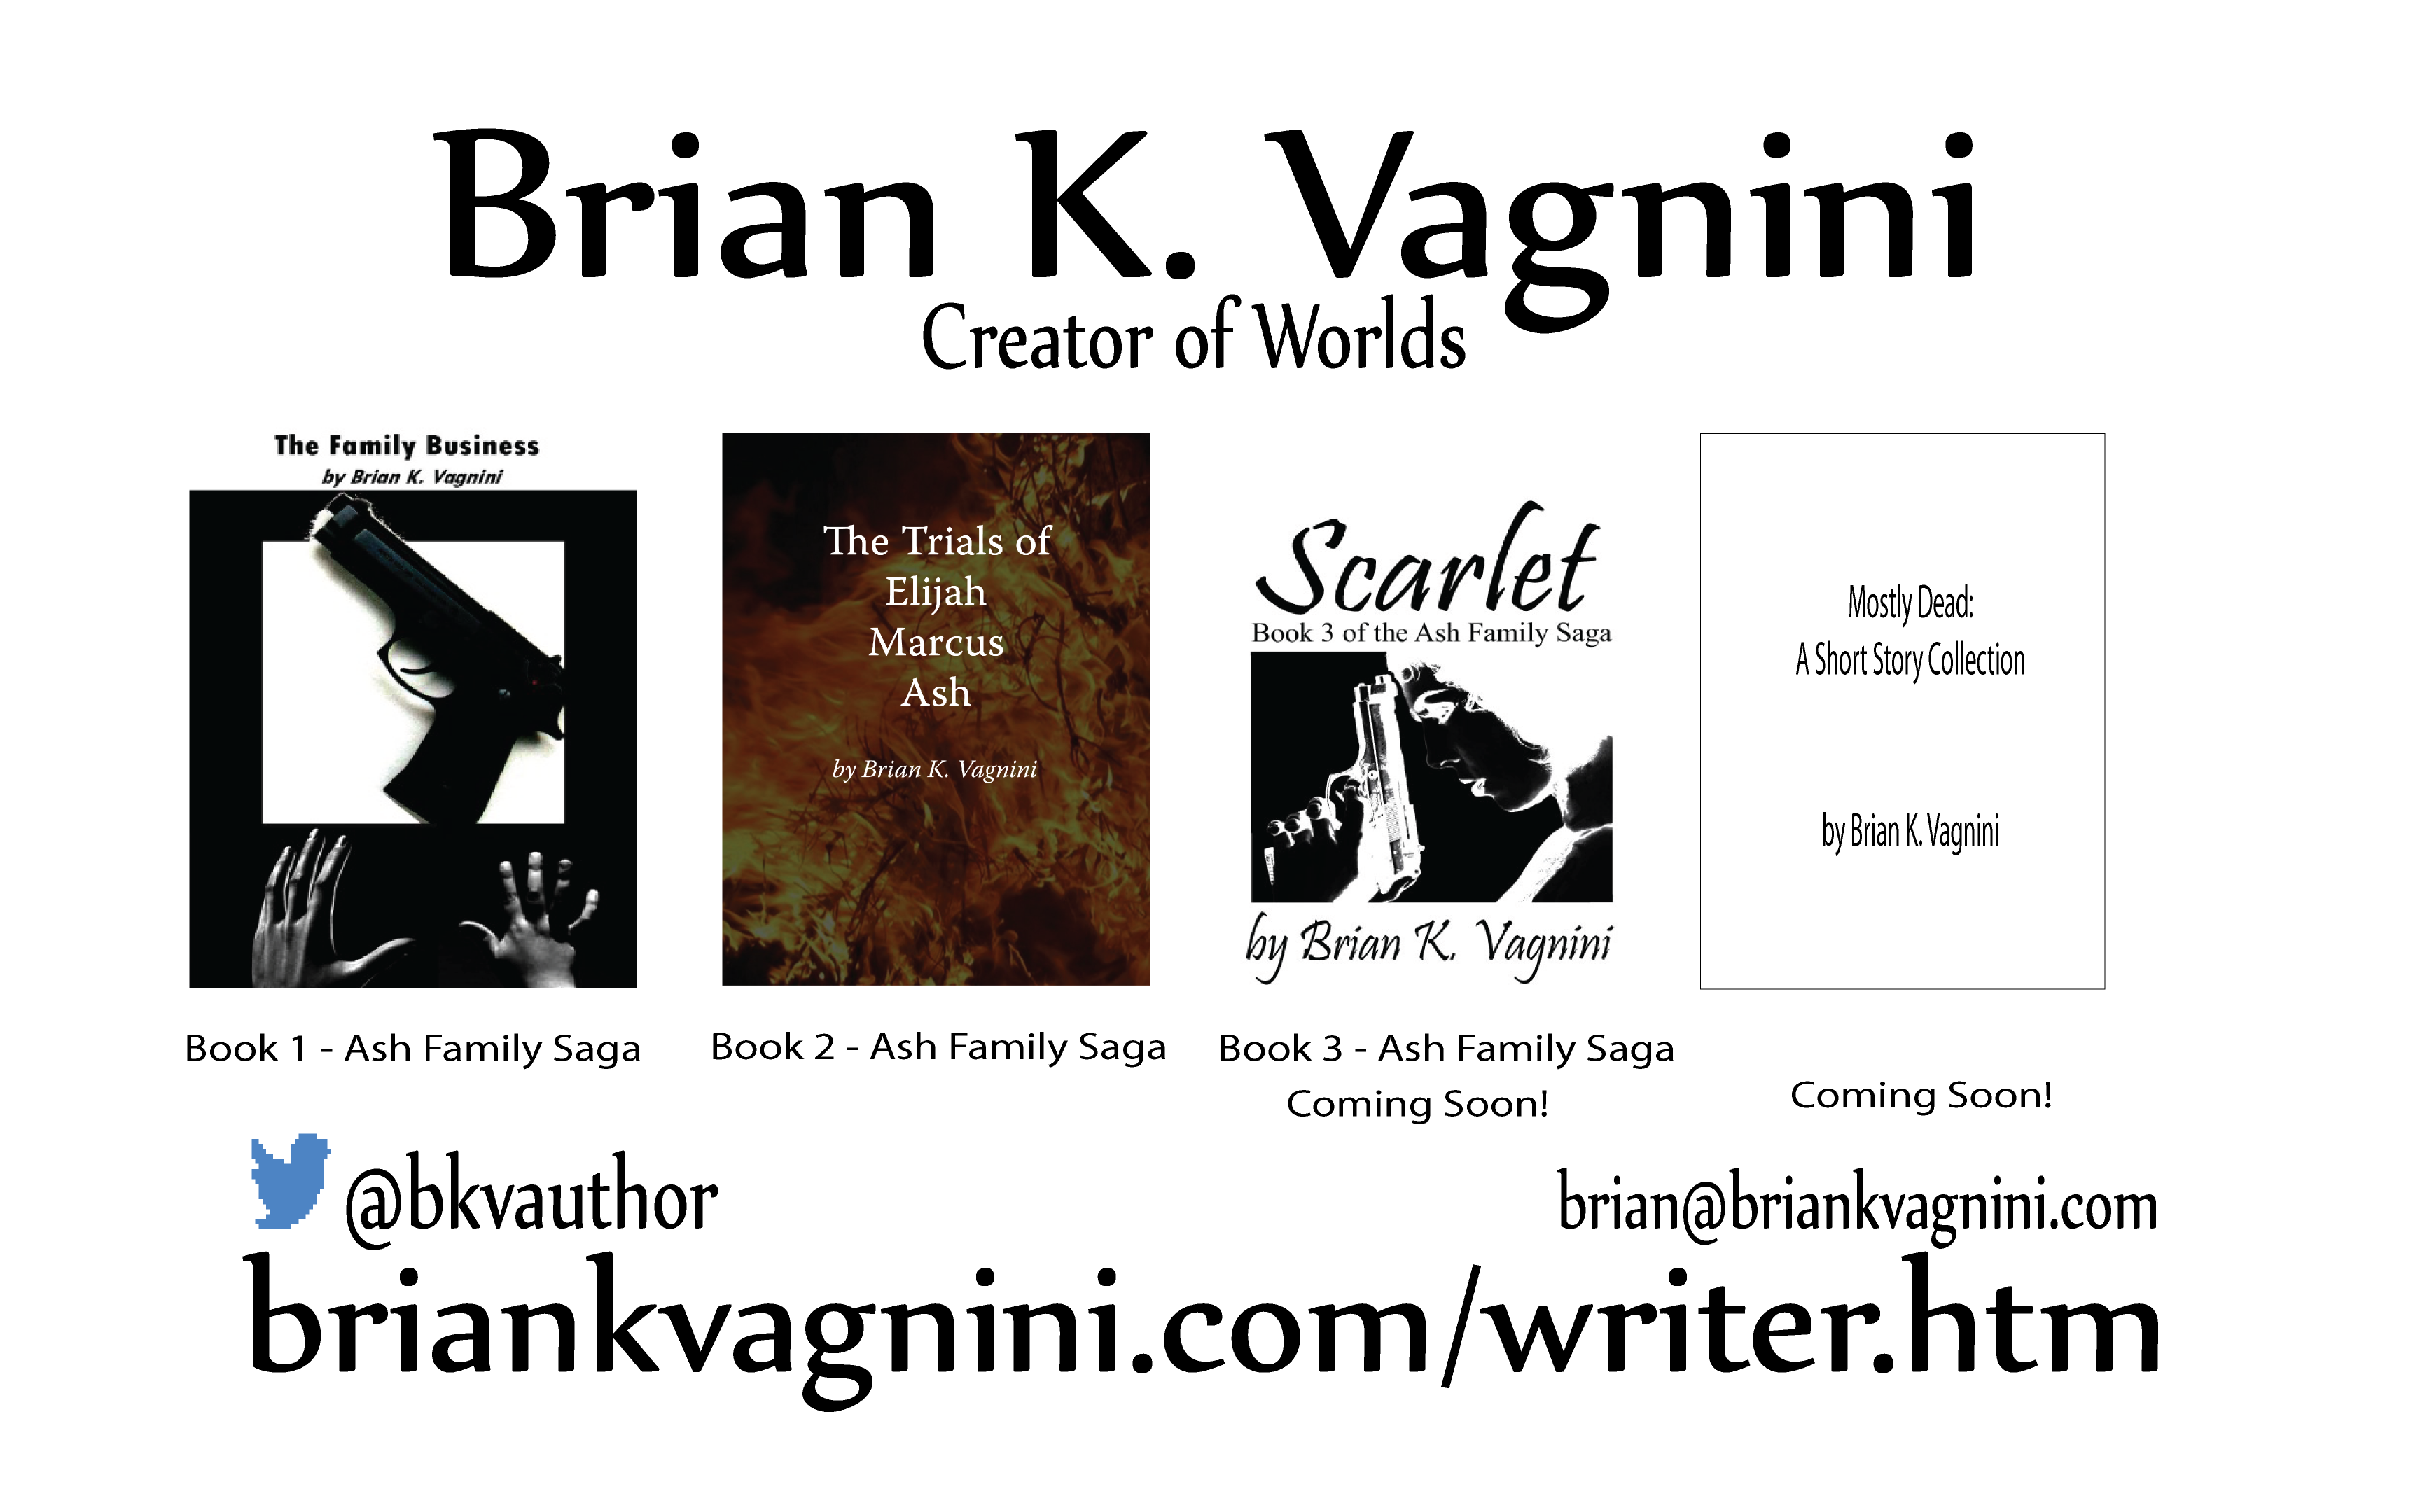 Brian K. Vagnini
Creator of Worlds
The Family Business
by Brian K. Vagnini
The Trials of
Elijah
Marcus
Ash
by Brian K. Vagnini
Scarlet
Book 3 of the Ash Family Saga
by Brian K. Vagnini
Mostly Dead:
A Short Story Collection
by Brian K. Vagnini
Book 1 - Ash Family Saga
Book 2 - Ash Family Saga
Book 3 - Ash Family Saga
Coming Soon!
Coming Soon!
@bkvauthor
brian@briankvagnini.com
briankvagnini.com/writer.htm